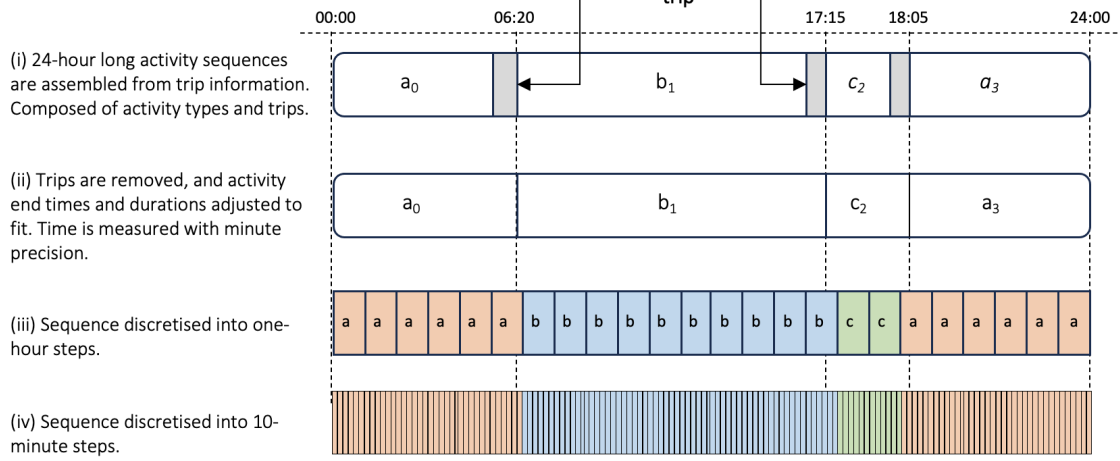 trip
00:00 06:20 17:15 18:05 24:00
(i) 24-hour long activity sequences
are assembled from trip information.
Composed of activity types and trips.
a0 b1 c2 a3
(ii) Trips are removed, and activity
end times and durations adjusted to
fit. Time is measured with minute
precision.
a0 b1 c2 a3
(iii) Sequence discretised into one-
hour steps.
a a a a a a b b b b b b b b b b c c a a a a a a
(iv) Sequence discretised into 10-
minute steps.